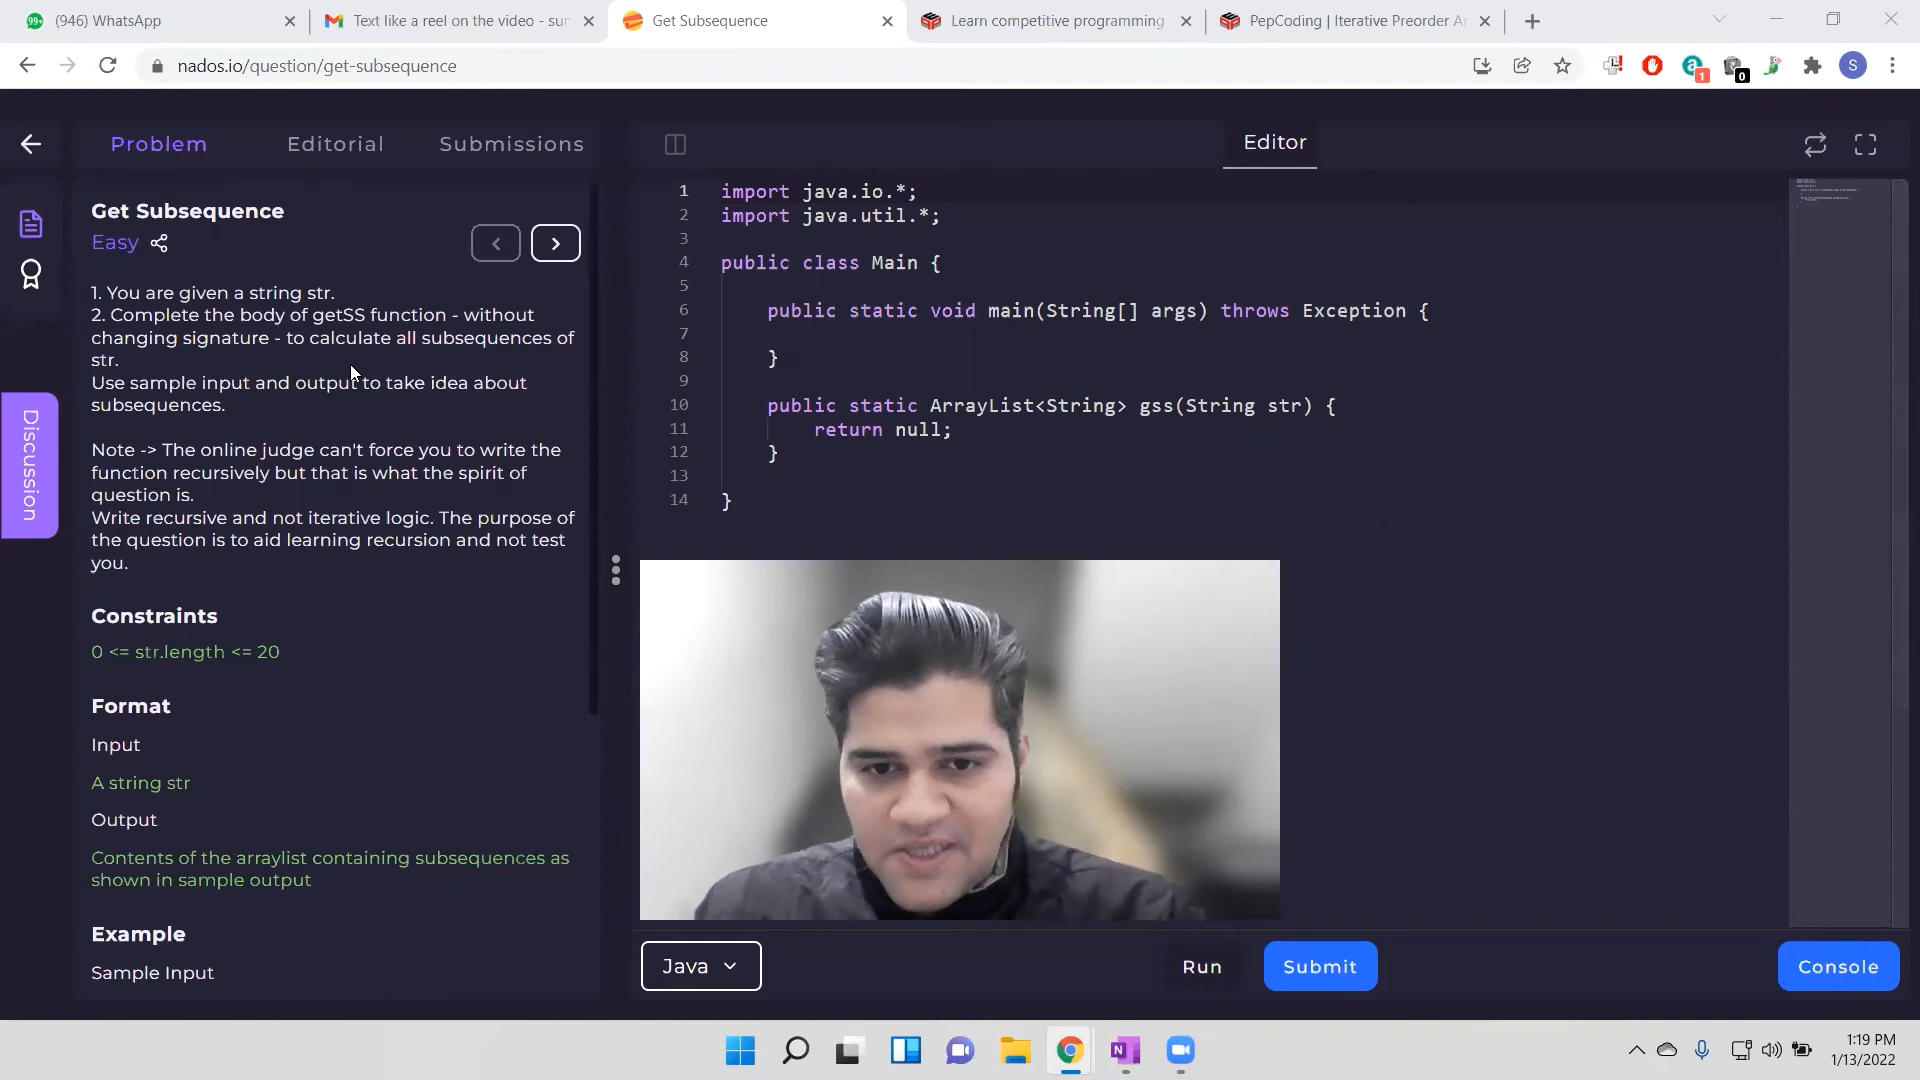 (946) WhatsApp
Text like a reel on the video - sur
Get Subsequence
Learn competitive programming
PepCoding | Iterative Preorder Ar
nados.io/question/get-subsequence
1
0
S
Problem
Editorial
Submissions
Editor
Get Subsequence
Easy
1. You are given a string str.
2. Complete the body of getSS function - without
changing signature - to calculate all subsequences of
str.
Use sample input and output to take idea about
subsequences.
Note -> The online judge can't force you to write the
function recursively but that is what the spirit of
question is.
Write recursive and not iterative logic. The purpose of
the question is to aid learning recursion and not test
you.
Constraints
0 <= str.length <= 20
Format
Input
A string str
Output
Contents of the arraylist containing subsequences as
shown in sample output
Example
Sample Input
Discussion
1 import java.io.*;
2 import java.util.*;
3
4 public class Main {
5
6 public static void main(String[] args) throws Exception {
7
8 }
9
10 public static ArrayList<String> gss(String str) {
11 return null;
12 }
13
14 }
Java
Run
Submit
Console
1:19 PM
1/13/2022